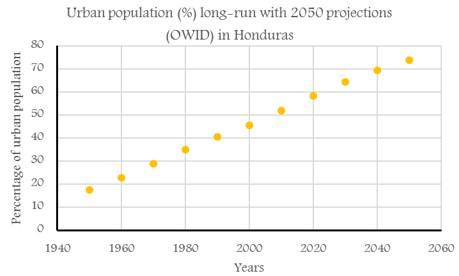 Urban population (%) long-run with 2050 projections
(OWID) in Honduras
Percentage of urban population
80
70
60
50
40
30
20
10
0
1940 1960 1980 2000 2020 2040 2060
Years